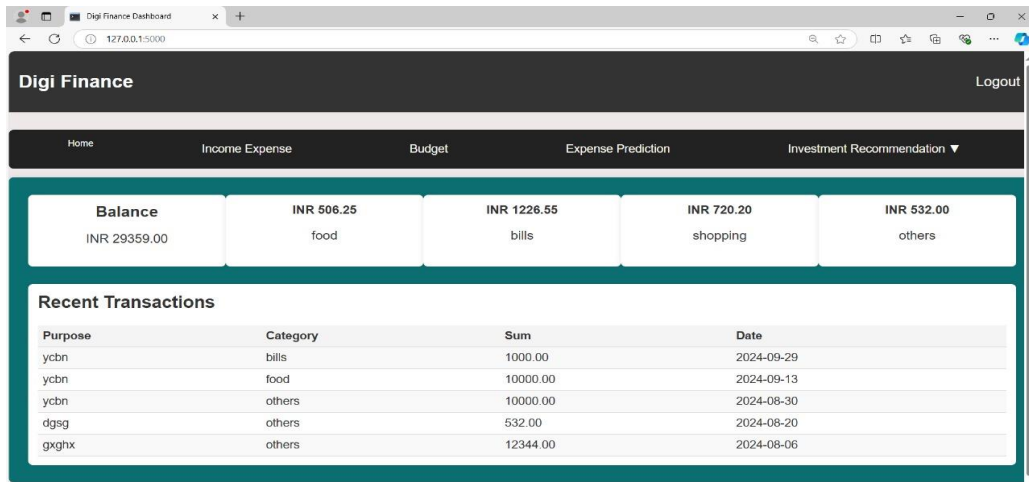 Digi Finance Dashboard
127.0.0.1:5000
Digi Finance Logout
Home Income Expense Budget Expense Prediction Investment Recommendation ▼
Balance INR 506.25 INR 1226.55 INR 720.20 INR 532.00
INR 29359.00 food bills shopping others
Recent Transactions
Purpose Category Sum Date
ycbn bills 1000.00 2024-09-29
ycbn food 10000.00 2024-09-13
ycbn others 10000.00 2024-08-30
dgsg others 532.00 2024-08-20
gxghx others 12344.00 2024-08-06